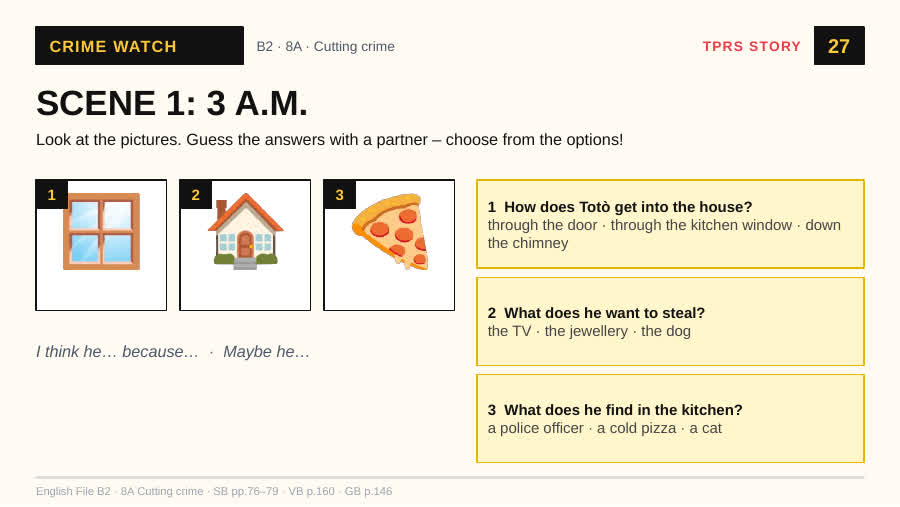 CRIME WATCH
B2 · 8A · Cutting crime
TPRS STORY
27
SCENE 1: 3 A.M.
Look at the pictures. Guess the answers with a partner – choose from the options!
1
2
3
I think he… because… · Maybe he…
1 How does Totò get into the house?
through the door · through the kitchen window · down
the chimney
2 What does he want to steal?
the TV · the jewellery · the dog
3 What does he find in the kitchen?
a police officer · a cold pizza · a cat
English File B2 · 8A Cutting crime · SB pp.76–79 · VB p.160 · GB p.146